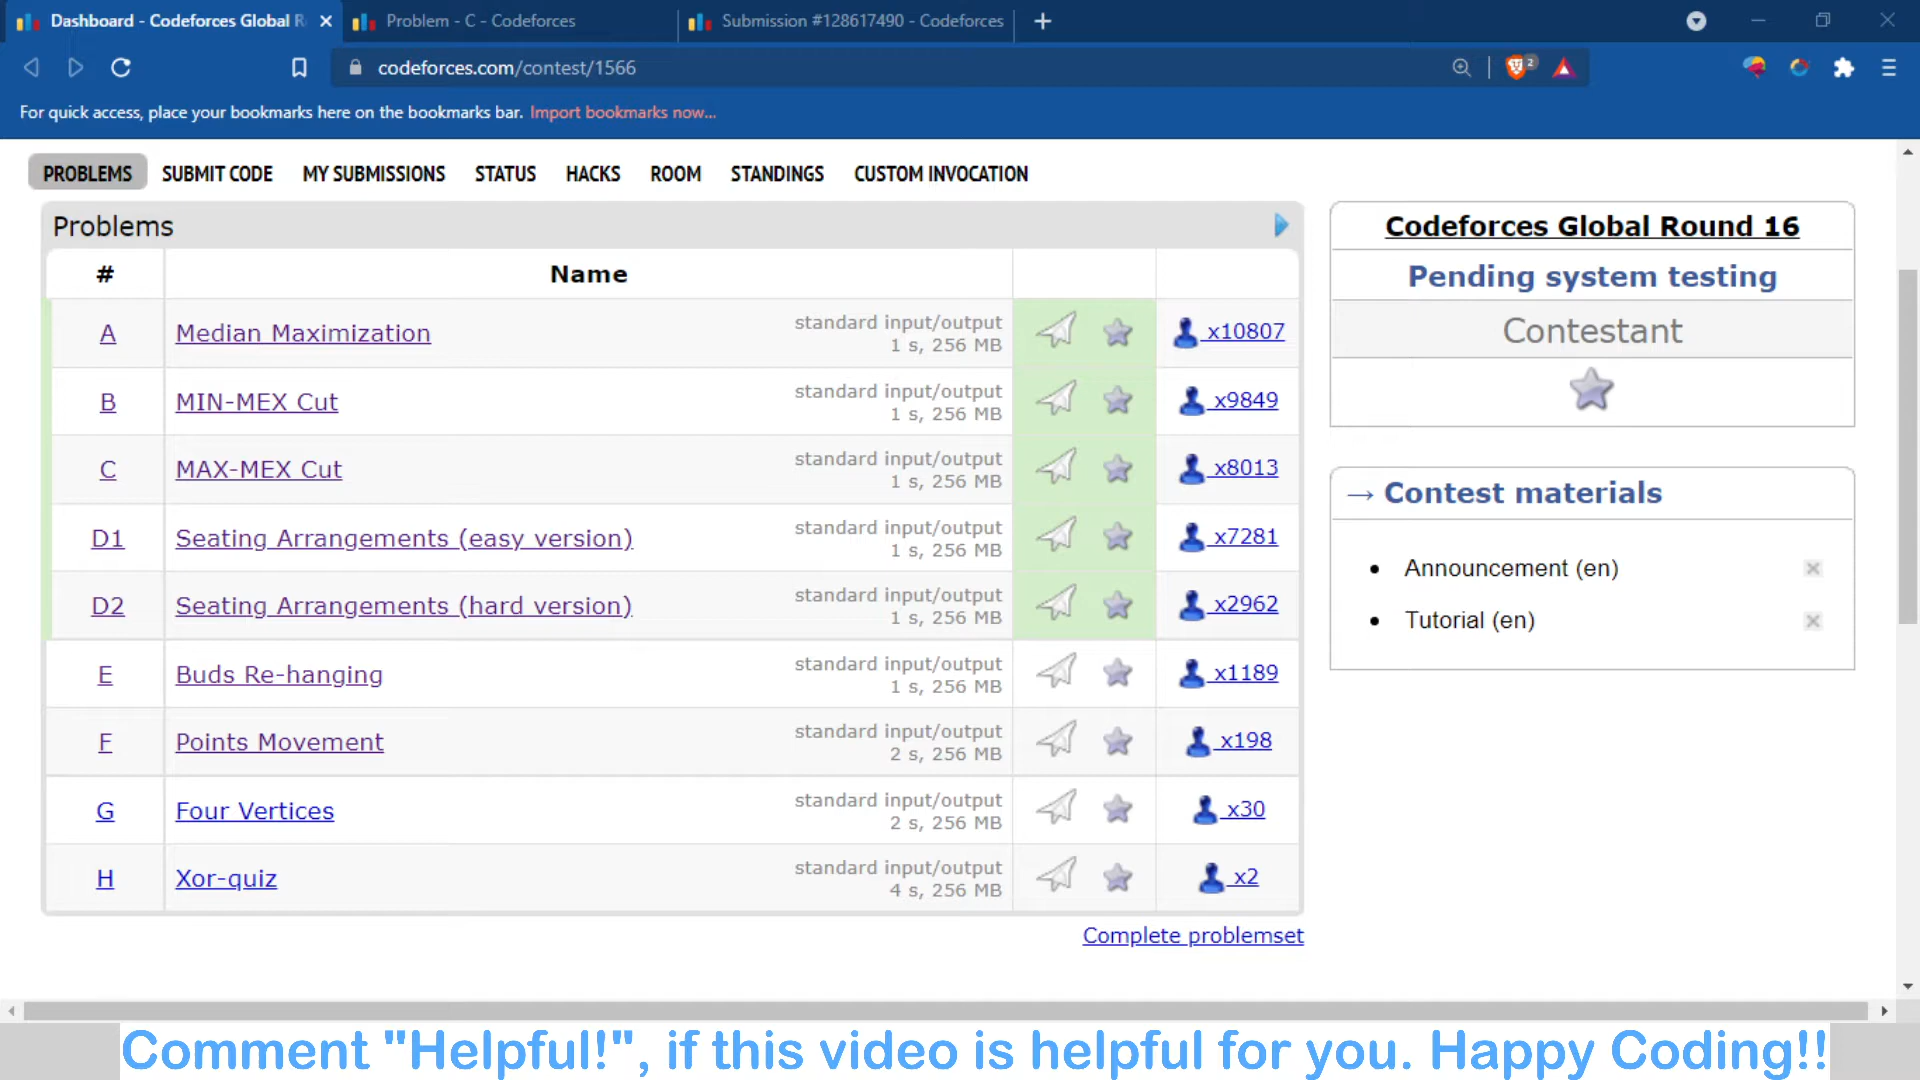 Dashboard - Codeforces Global R
Problem - C - Codeforces
Submission #128617490 - Codeforces
codeforces.com/contest/1566
2
For quick access, place your bookmarks here on the bookmarks bar. Import bookmarks now...
PROBLEMS SUBMIT CODE MY SUBMISSIONS STATUS HACKS ROOM STANDINGS CUSTOM INVOCATION
Problems
# Name
A Median Maximization standard input/output
1 s, 256 MB
x10807
B MIN-MEX Cut standard input/output
1 s, 256 MB
x9849
C MAX-MEX Cut standard input/output
1 s, 256 MB
x8013
D1 Seating Arrangements (easy version) standard input/output
1 s, 256 MB
x7281
D2 Seating Arrangements (hard version) standard input/output
1 s, 256 MB
x2962
E Buds Re-hanging standard input/output
1 s, 256 MB
x1189
F Points Movement standard input/output
2 s, 256 MB
x198
G Four Vertices standard input/output
2 s, 256 MB
x30
H Xor-quiz standard input/output
4 s, 256 MB
x2
Complete problemset
Codeforces Global Round 16
Pending system testing
Contestant
→ Contest materials
• Announcement (en)
• Tutorial (en)
Comment "Helpful!", if this video is helpful for you. Happy Coding!!